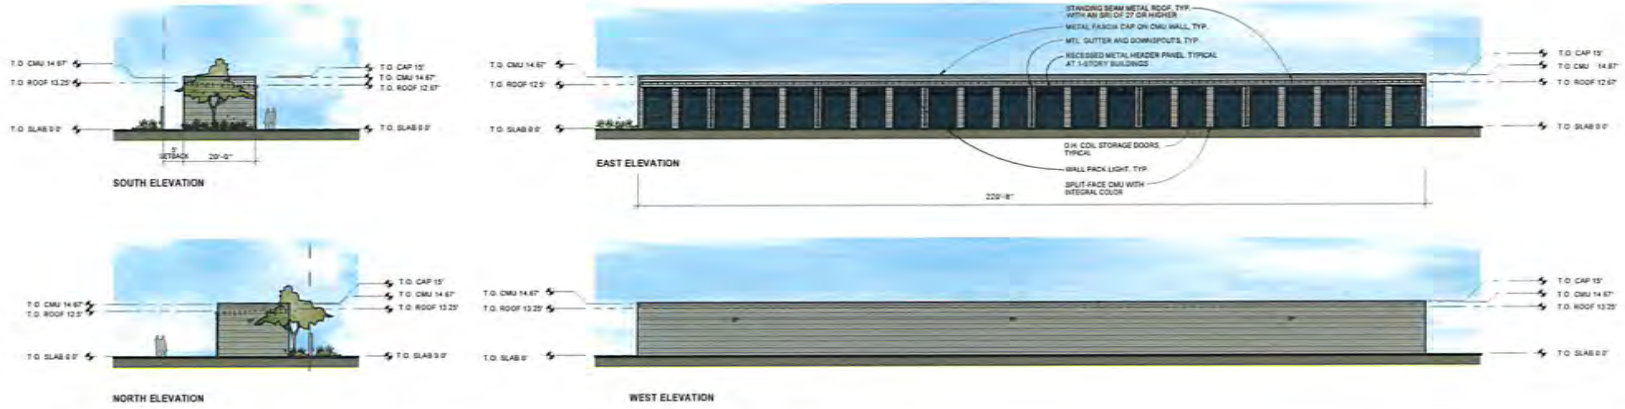 T.O. CMU 14.67'
T.O. ROOF 13.25'
T.O. SLAB 0.0'
T.O. CAP 15'
T.O. CMU 14.67'
T.O. ROOF 12.67'
T.O. SLAB 0.0'
5'
SETBACK
20'-0"
SOUTH ELEVATION
T.O. CMU 14.67'
T.O. ROOF 12.5'
T.O. SLAB 0.0'
STANDING SEAM METAL ROOF, TYP.
WITH AN SRI OF 27 OR HIGHER
METAL FASCIA CAP ON CMU WALL, TYP.
MTL. GUTTER AND DOWNSPOUTS, TYP.
RECESSED METAL HEADER PANEL, TYPICAL
AT 1-STORY BUILDINGS
T.O. CAP 15'
T.O. CMU 14.67'
T.O. ROOF 12.67'
T.O. SLAB 0.0'
O.H. COIL STORAGE DOORS,
TYPICAL
WALL PACK LIGHT, TYP.
SPLIT-FACE CMU WITH
INTEGRAL COLOR
EAST ELEVATION
220'-8"
T.O. CMU 14.67'
T.O. ROOF 12.5'
T.O. SLAB 0.0'
T.O. CAP 15'
T.O. CMU 14.67'
T.O. ROOF 13.25'
T.O. SLAB 0.0'
NORTH ELEVATION
T.O. CMU 14.67'
T.O. ROOF 13.25'
T.O. SLAB 0'
T.O. CAP 15'
T.O. CMU 14.67'
T.O. ROOF 13.25'
T.O. SLAB 0.0'
WEST ELEVATION